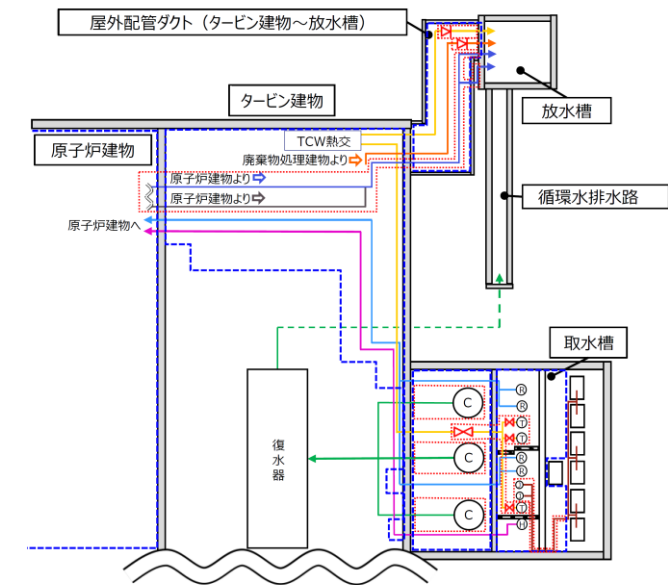 屋外配管ダクト（タービン建物～放水槽）
タービン建物
放水槽
原子炉建物
TCW熱交
廃棄物処理建物より
原子炉建物より
原子炉建物より
循環水排水路
原子炉建物へ
取水槽
復水器
C
C
C
R
R
T
T
R
R
T
H